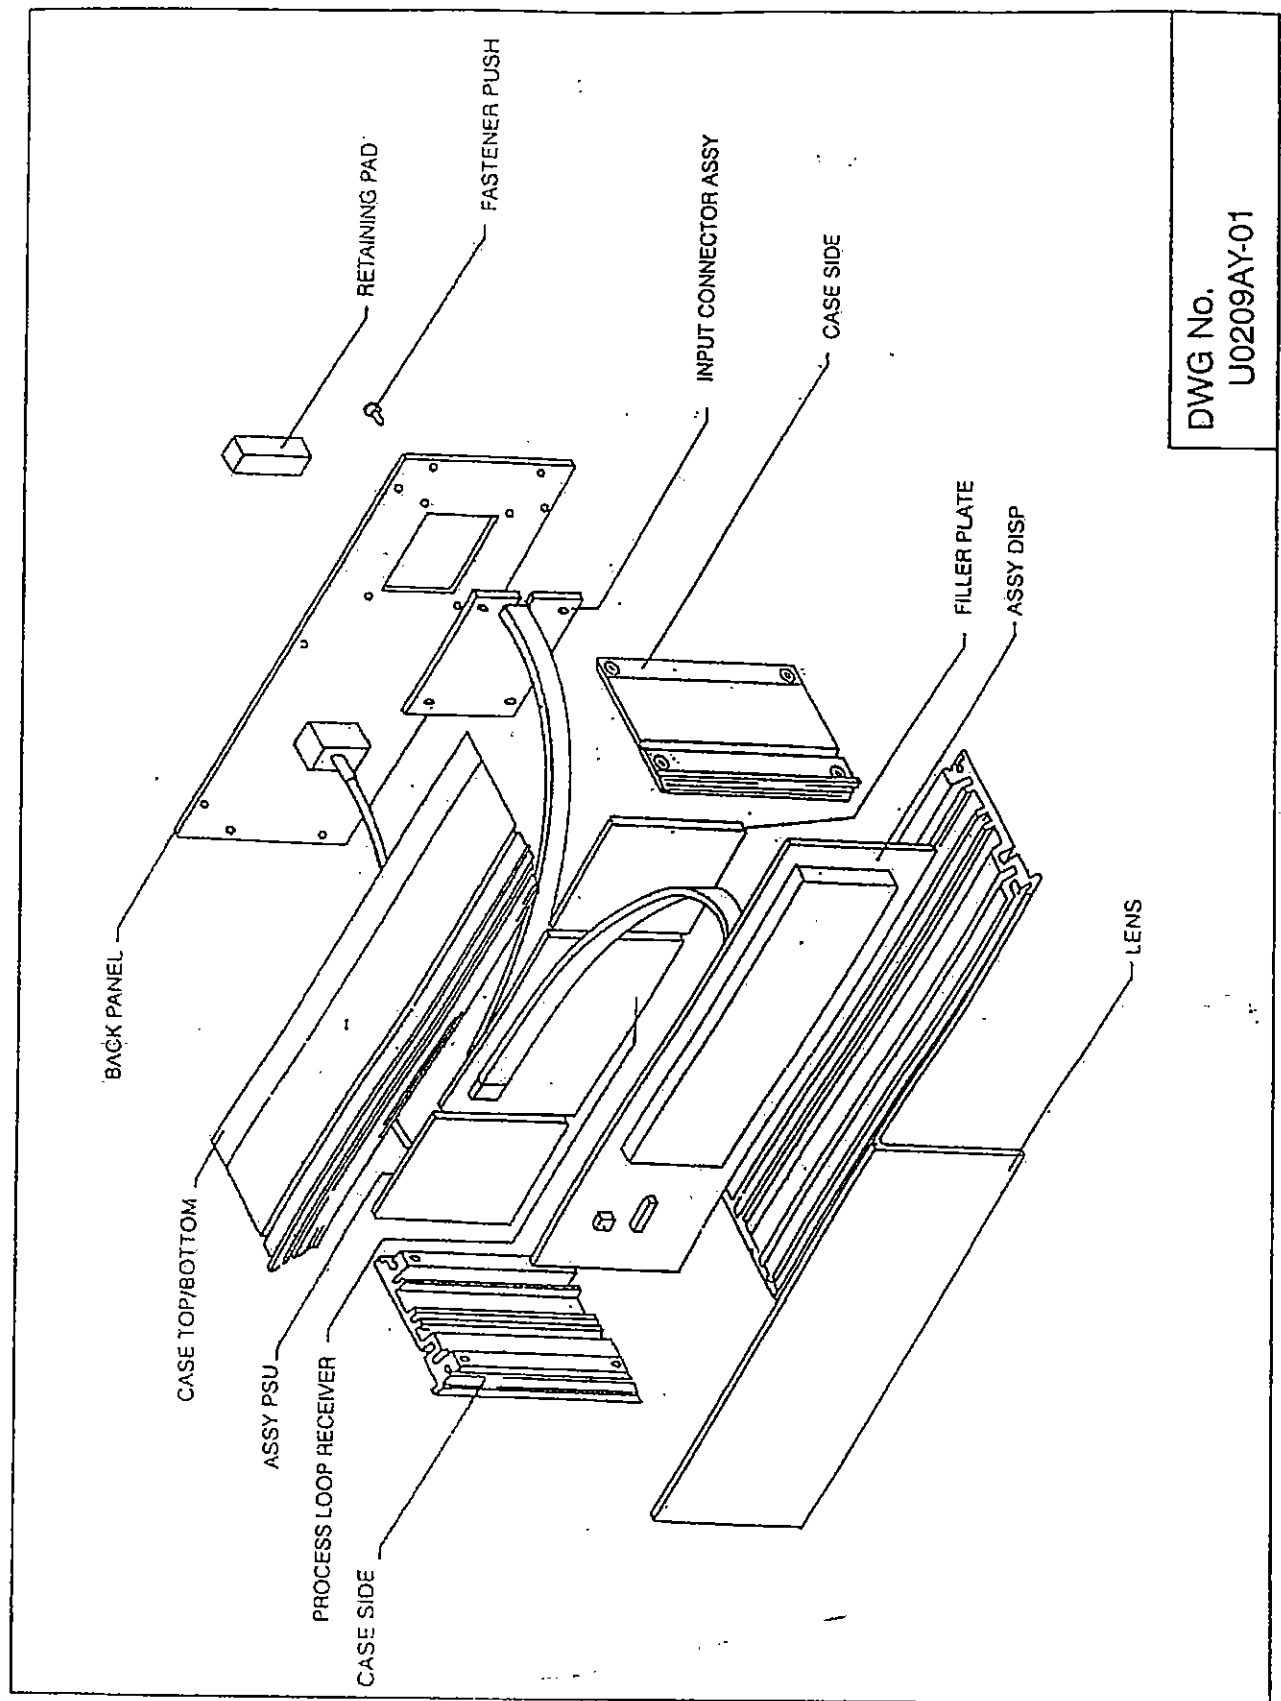 RETAINING PAD
FASTENER PUSH
INPUT CONNECTOR ASSY
CASE SIDE
FILLER PLATE
ASSY DISP
LENS
BACK PANEL
CASE TOP/BOTTOM
ASSY PSU
PROCESS LOOP RECEIVER
CASE SIDE
DWG No.
U0209AY-01